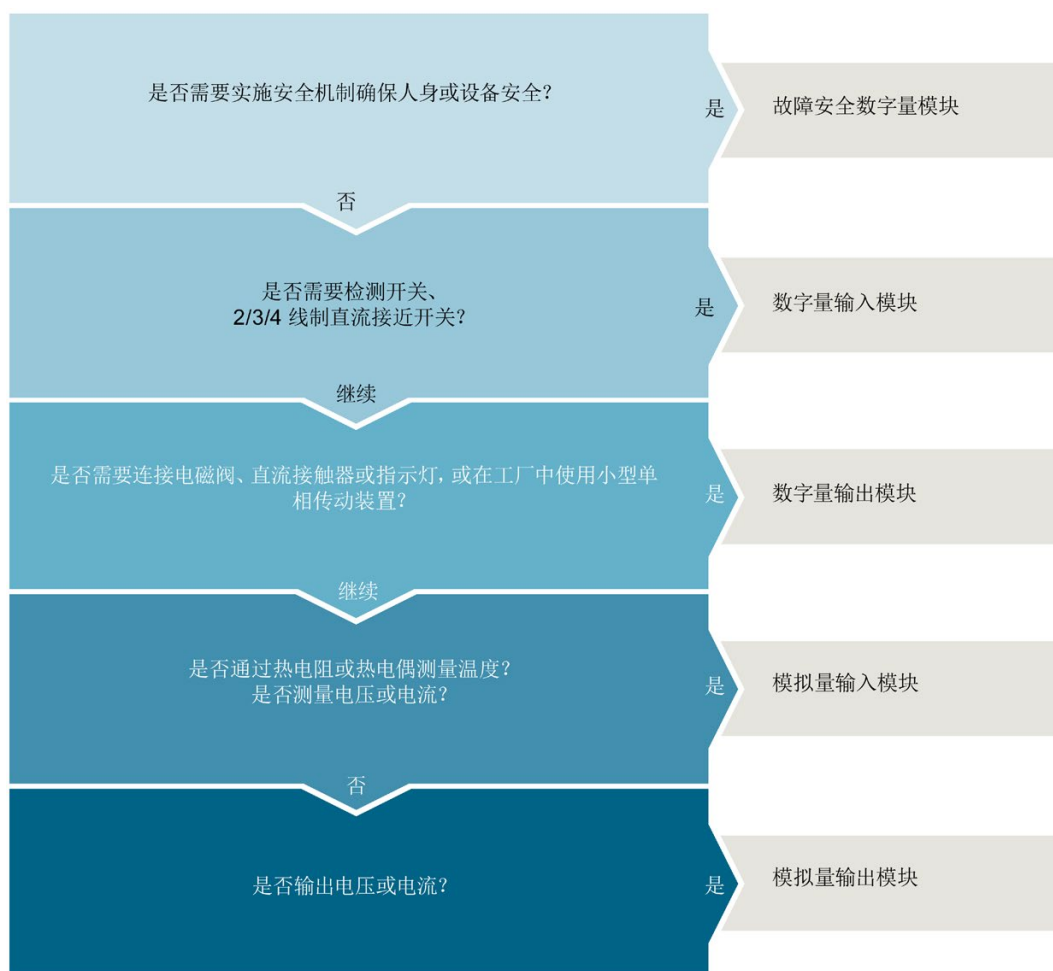 是否需要实施安全机制确保人身或设备安全?
是
故障安全数字量模块
否
是否需要检测开关、
2/3/4 线制直流接近开关?
是
数字量输入模块
继续
是否需要连接电磁阀、直流接触器或指示灯,或在工厂中使用小型单
相传动装置?
是
数字量输出模块
继续
是否通过热电阻或热电偶测量温度?
是否测量电压或电流?
是
模拟量输入模块
否
是否输出电压或电流?
是
模拟量输出模块